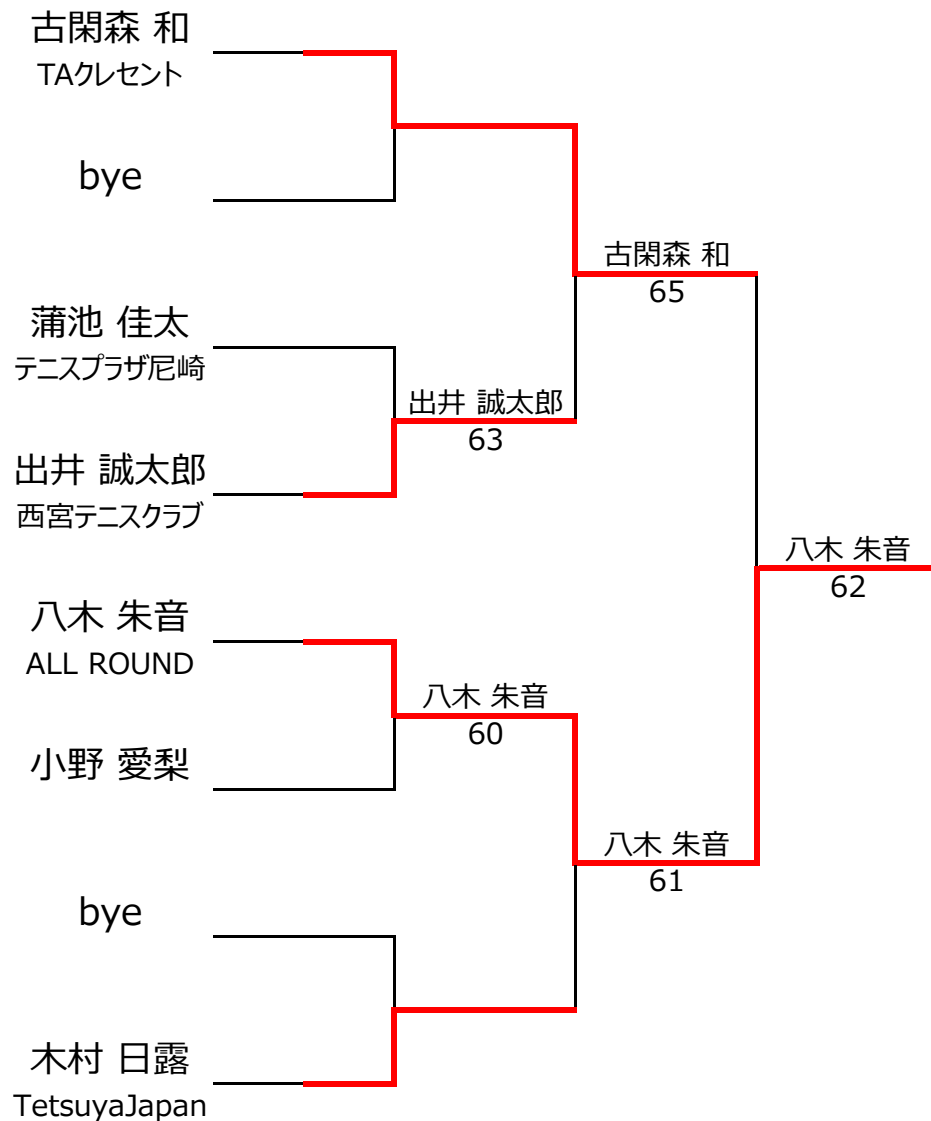 古閑森 和
TAクレセント
bye
蒲池 佳太
テニスプラザ尼崎
出井 誠太郎
西宮テニスクラブ
八木 朱音
ALL ROUND
小野 愛梨
bye
木村 日露
TetsuyaJapan
出井 誠太郎
63
八木 朱音
60
古閑森 和
65
八木 朱音
61
八木 朱音
62